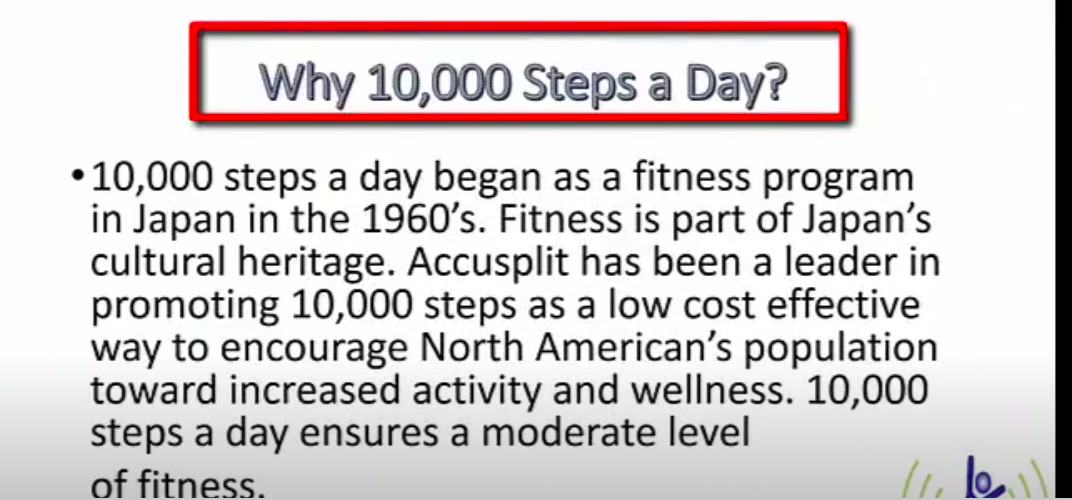 Why 10,000 Steps a Day?
• 10,000 steps a day began as a fitness program
in Japan in the 1960's. Fitness is part of Japan's
cultural heritage. Accusplit has been a leader in
promoting 10,000 steps as a low cost effective
way to encourage North American's population
toward increased activity and wellness. 10,000
steps a day ensures a moderate level
of fitness.